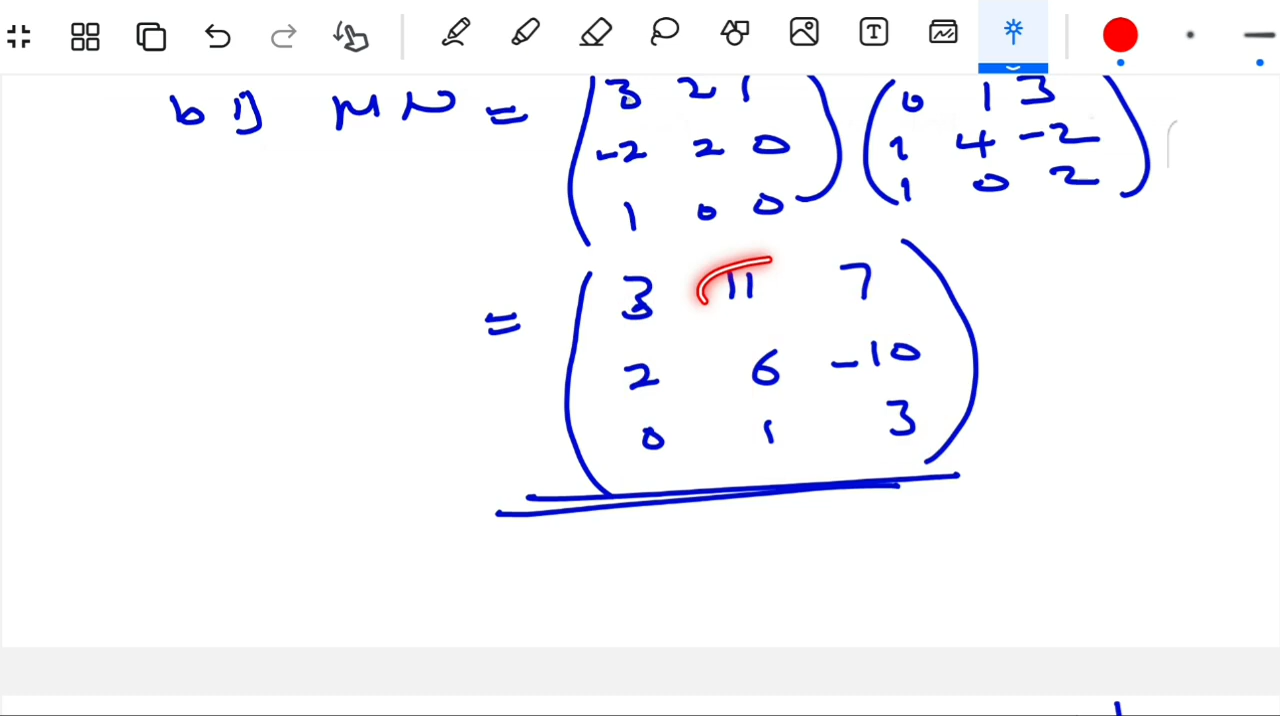 b i) MN = (3 2 1) (0 1 3)
-2 2 0 1 4 -2
1 0 0 1 0 2
= (3 11 7)
2 6 -10
0 1 3